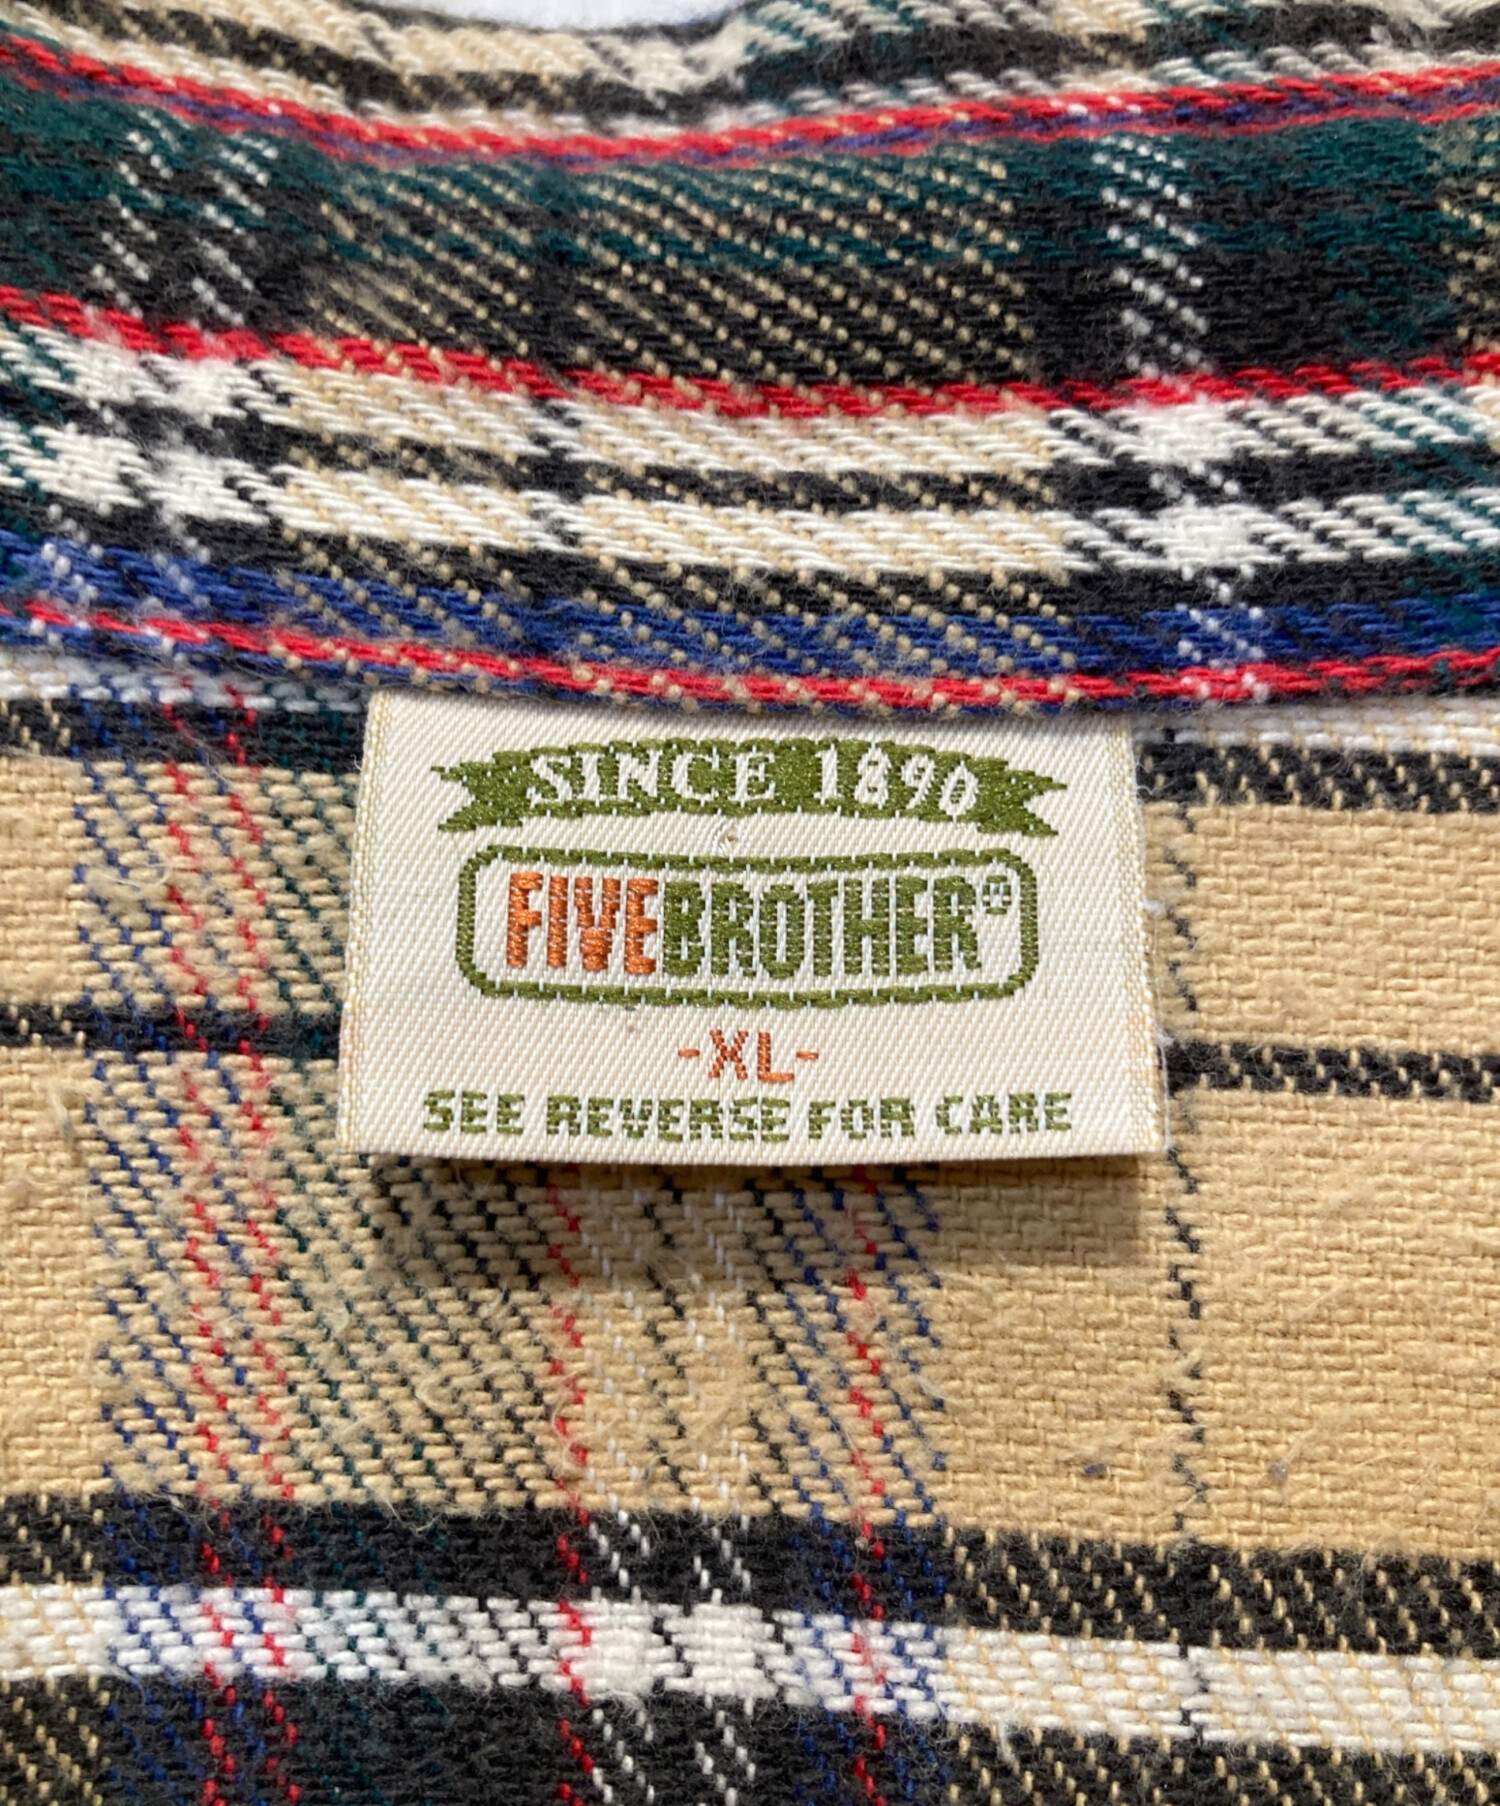 SINCE 1890
FIVEBROTHER®
-XL-
SEE REVERSE FOR CARE